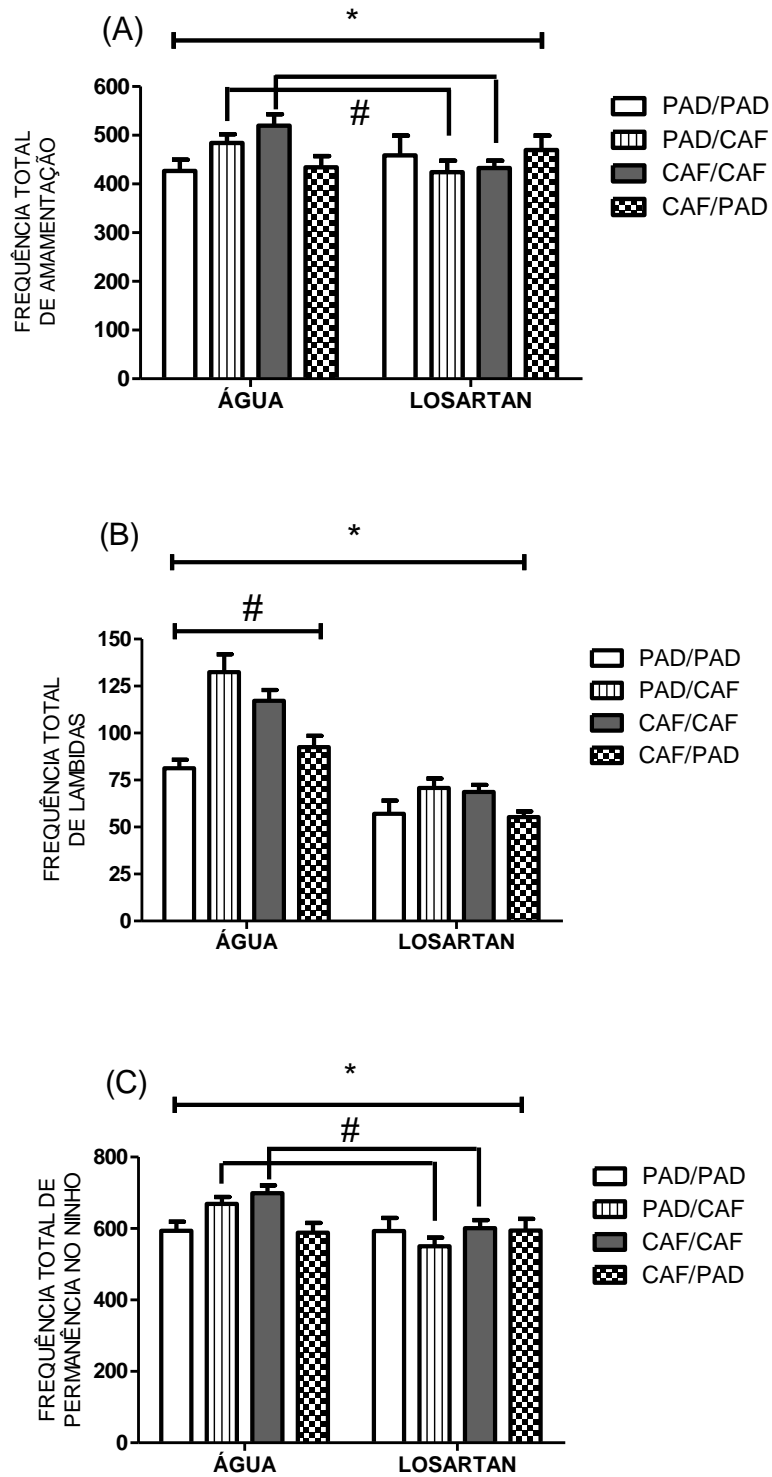 (A)
*
#
FREQUÊNCIA TOTAL
DE AMAMENTAÇÃO
600
500
400
300
200
100
0
ÁGUA LOSARTAN
PAD/PAD
PAD/CAF
CAF/CAF
CAF/PAD
(B)
*
#
FREQUÊNCIA TOTAL
DE LAMBIDAS
150
125
100
75
50
25
0
ÁGUA LOSARTAN
PAD/PAD
PAD/CAF
CAF/CAF
CAF/PAD
(C)
*
#
FREQUÊNCIA TOTAL DE
PERMANÊNCIA NO NINHO
800
600
400
200
0
ÁGUA LOSARTAN
PAD/PAD
PAD/CAF
CAF/CAF
CAF/PAD